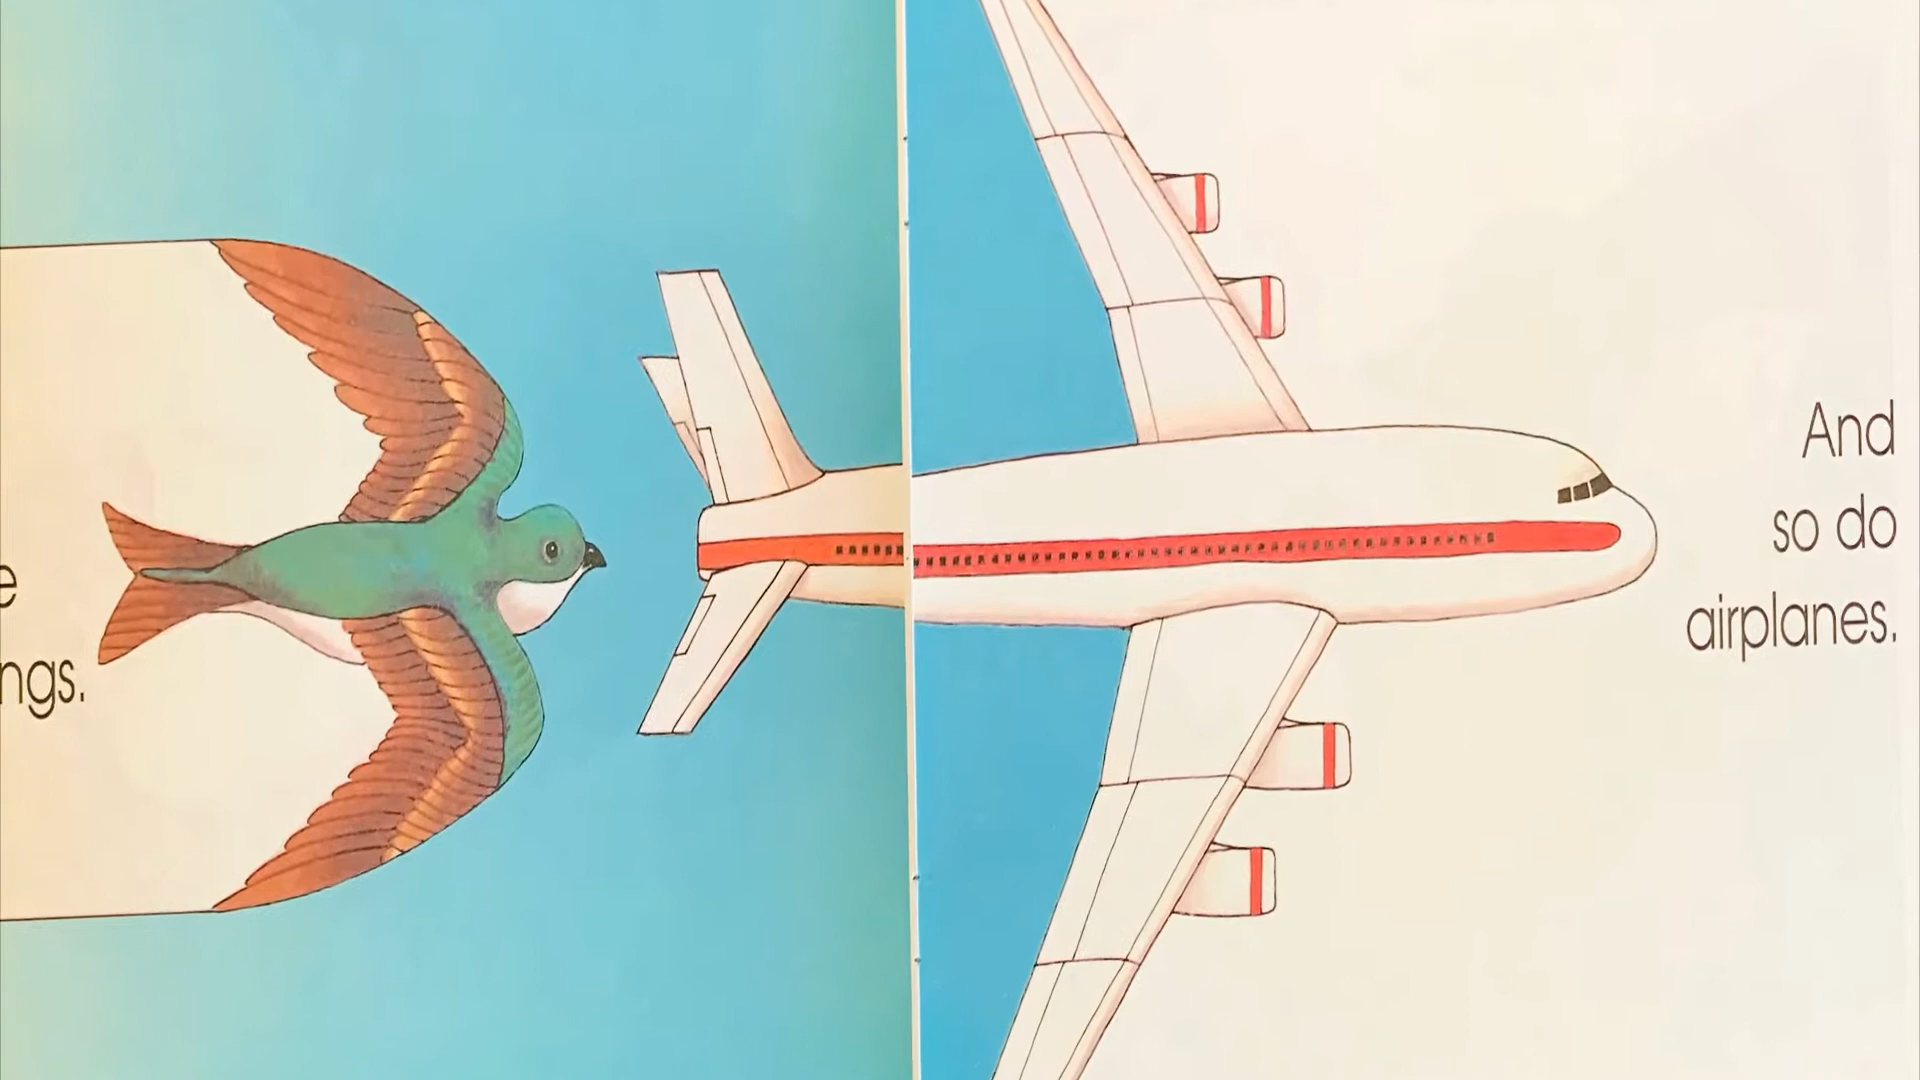 e
ngs.
And
so do
airplanes.